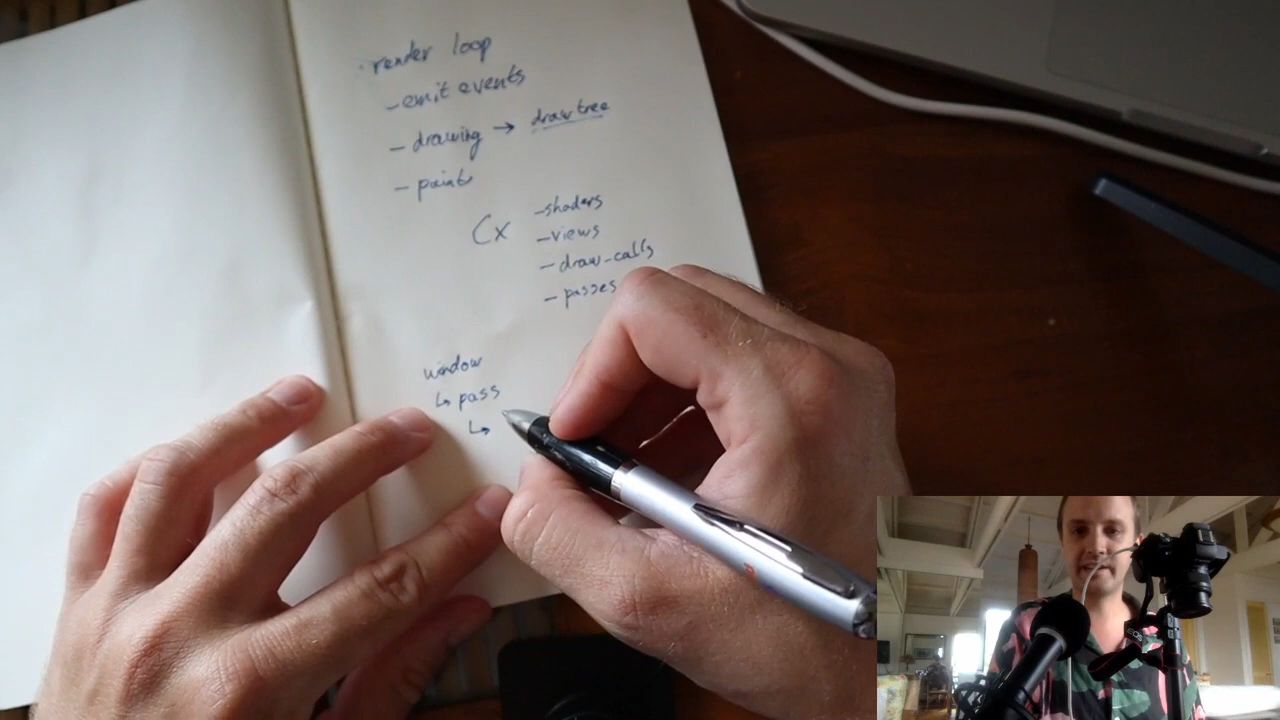 render loop
- emit events
- drawing → drawtree
- paint
Cx
- shaders
- views
- draw-calls
- passes
window
↳ pass
↳